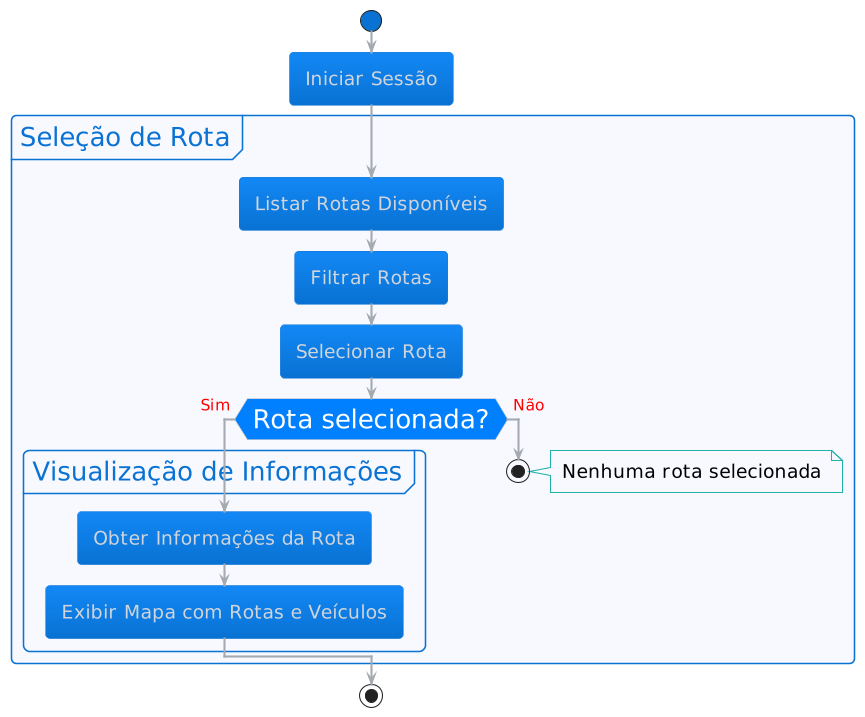 Iniciar Sessão
Seleção de Rota
Listar Rotas Disponíveis
Filtrar Rotas
Selecionar Rota
Sim
Rota selecionada?
Não
Visualização de Informações
Nenhuma rota selecionada
Obter Informações da Rota
Exibir Mapa com Rotas e Veículos